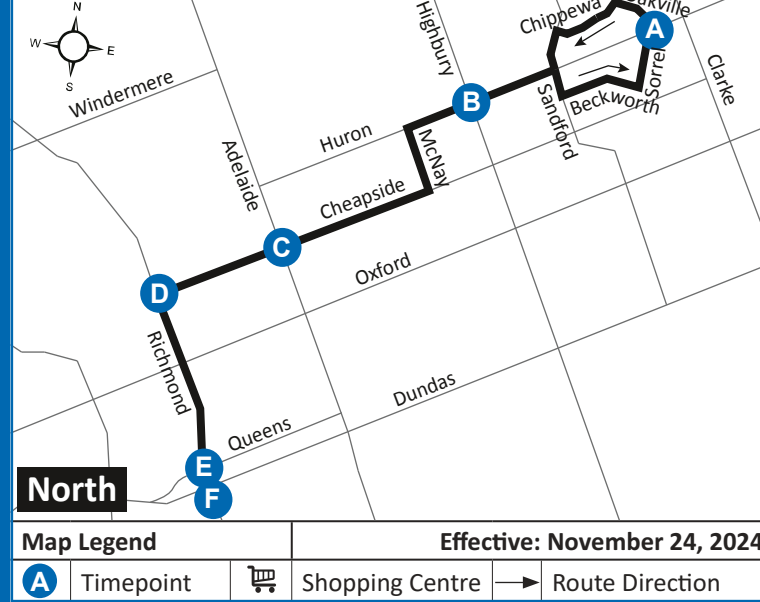 N
W E
S
Windermere
Highbury
Chippewa
A
Sorrel
Clarke
B
Sandford
Beckworth
Huron
McNay
Adelaide
Cheapside
C
D
Oxford
Richmond
Dundas
Queens
E
F
North
Map Legend
Effective: November 24, 2024
A Timepoint Shopping Centre Route Direction